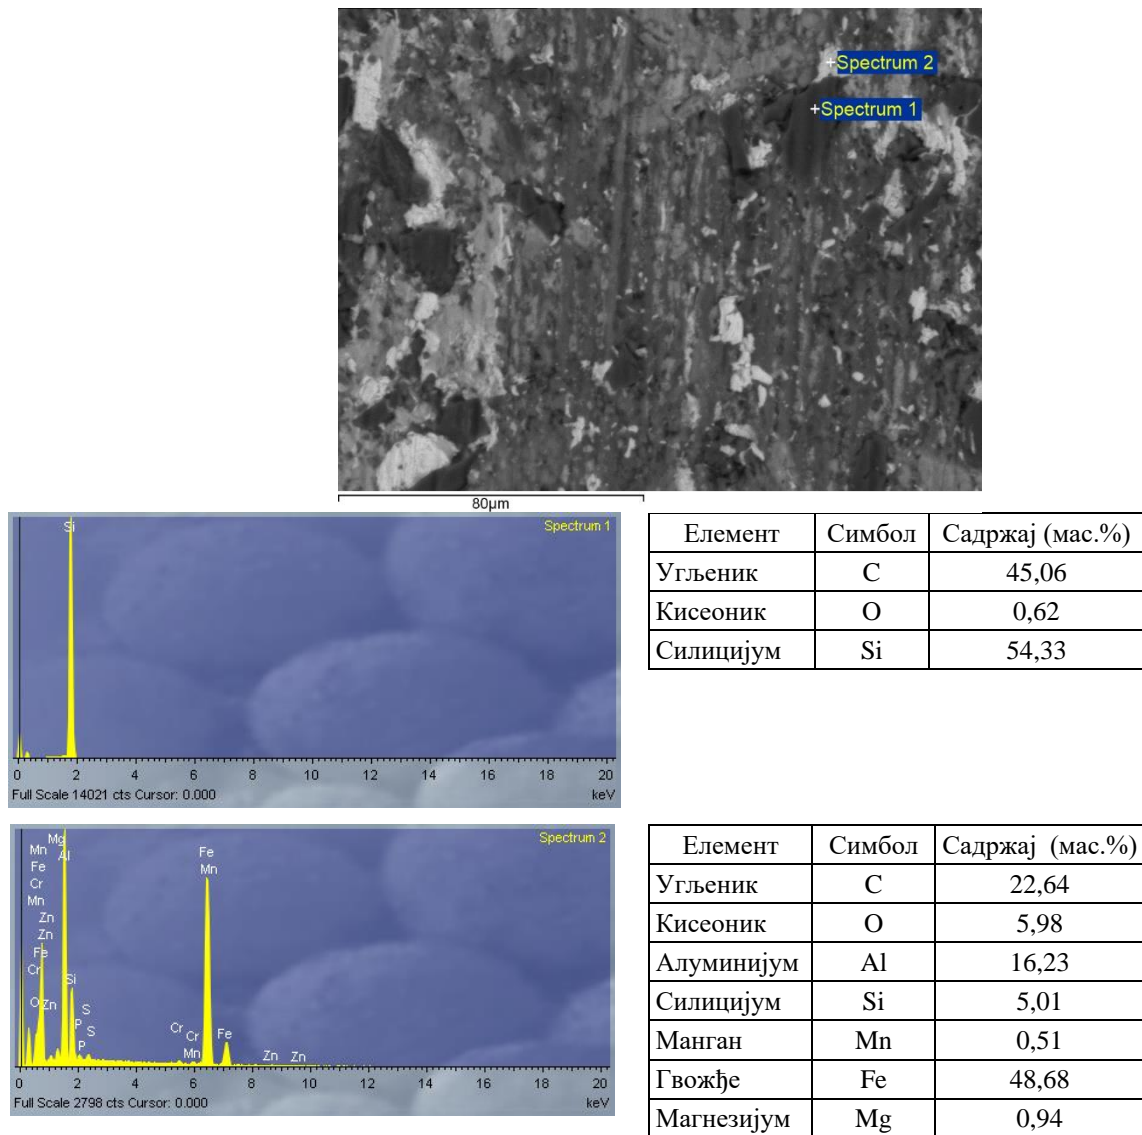 +Spectrum 2
+Spectrum 1
80µm
Spectrum 1
Si
0 2 4 6 8 10 12 14 16 18 20
Full Scale 14021 cts Cursor: 0.000 keV
Елемент Симбол Садржај (мас.%)
Угљеник C 45,06
Кисеоник O 0,62
Силицијум Si 54,33
Spectrum 2
Mg
Mn
Al
Fe
Cr
Mn
Zn
Zn
Fe
Cr
Si
O Zn
S
P
S
P
Fe
Mn
Cr
Cr
Mn
Fe
Zn
Zn
0 2 4 6 8 10 12 14 16 18 20
Full Scale 2798 cts Cursor: 0.000 keV
Елемент Симбол Садржај (мас.%)
Угљеник C 22,64
Кисеоник O 5,98
Алуминијум Al 16,23
Силицијум Si 5,01
Манган Mn 0,51
Гвожђе Fe 48,68
Магнезијум Mg 0,94